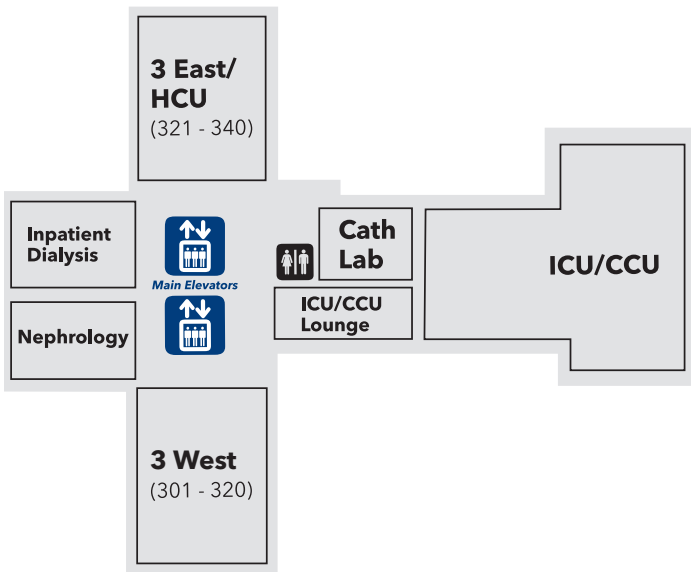 3 East/
HCU
(321 - 340)
Inpatient
Dialysis
Main Elevators
Cath
Lab
ICU/CCU
ICU/CCU
Lounge
Nephrology
3 West
(301 - 320)